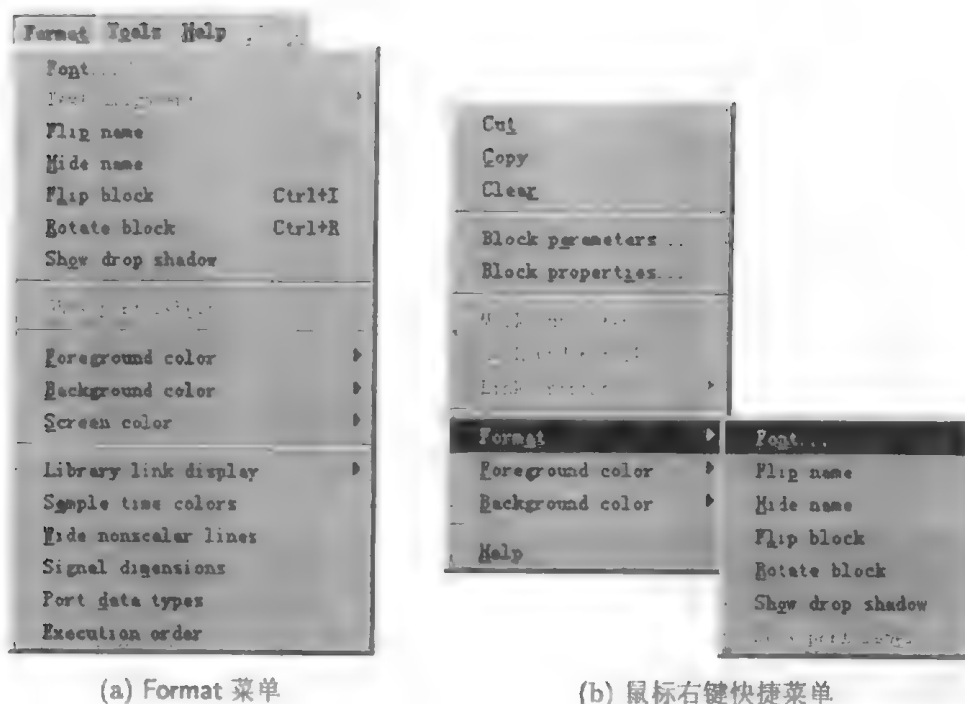 Format Tools Help
Font...
Flip name
Hide name
Flip block Ctrl+I
Rotate block Ctrl+R
Show drop shadow
Foreground color
Background color
Screen color
Library link display
Sample time colors
Wide nonscalar lines
Signal dimensions
Port data types
Execution order
(a) Format 菜单
Cut
Copy
Clear
Block parameters...
Block properties...
Format
Foreground color
Background color
Help
Font...
Flip name
Hide name
Flip block
Rotate block
Show drop shadow
(b) 鼠标右键快捷菜单